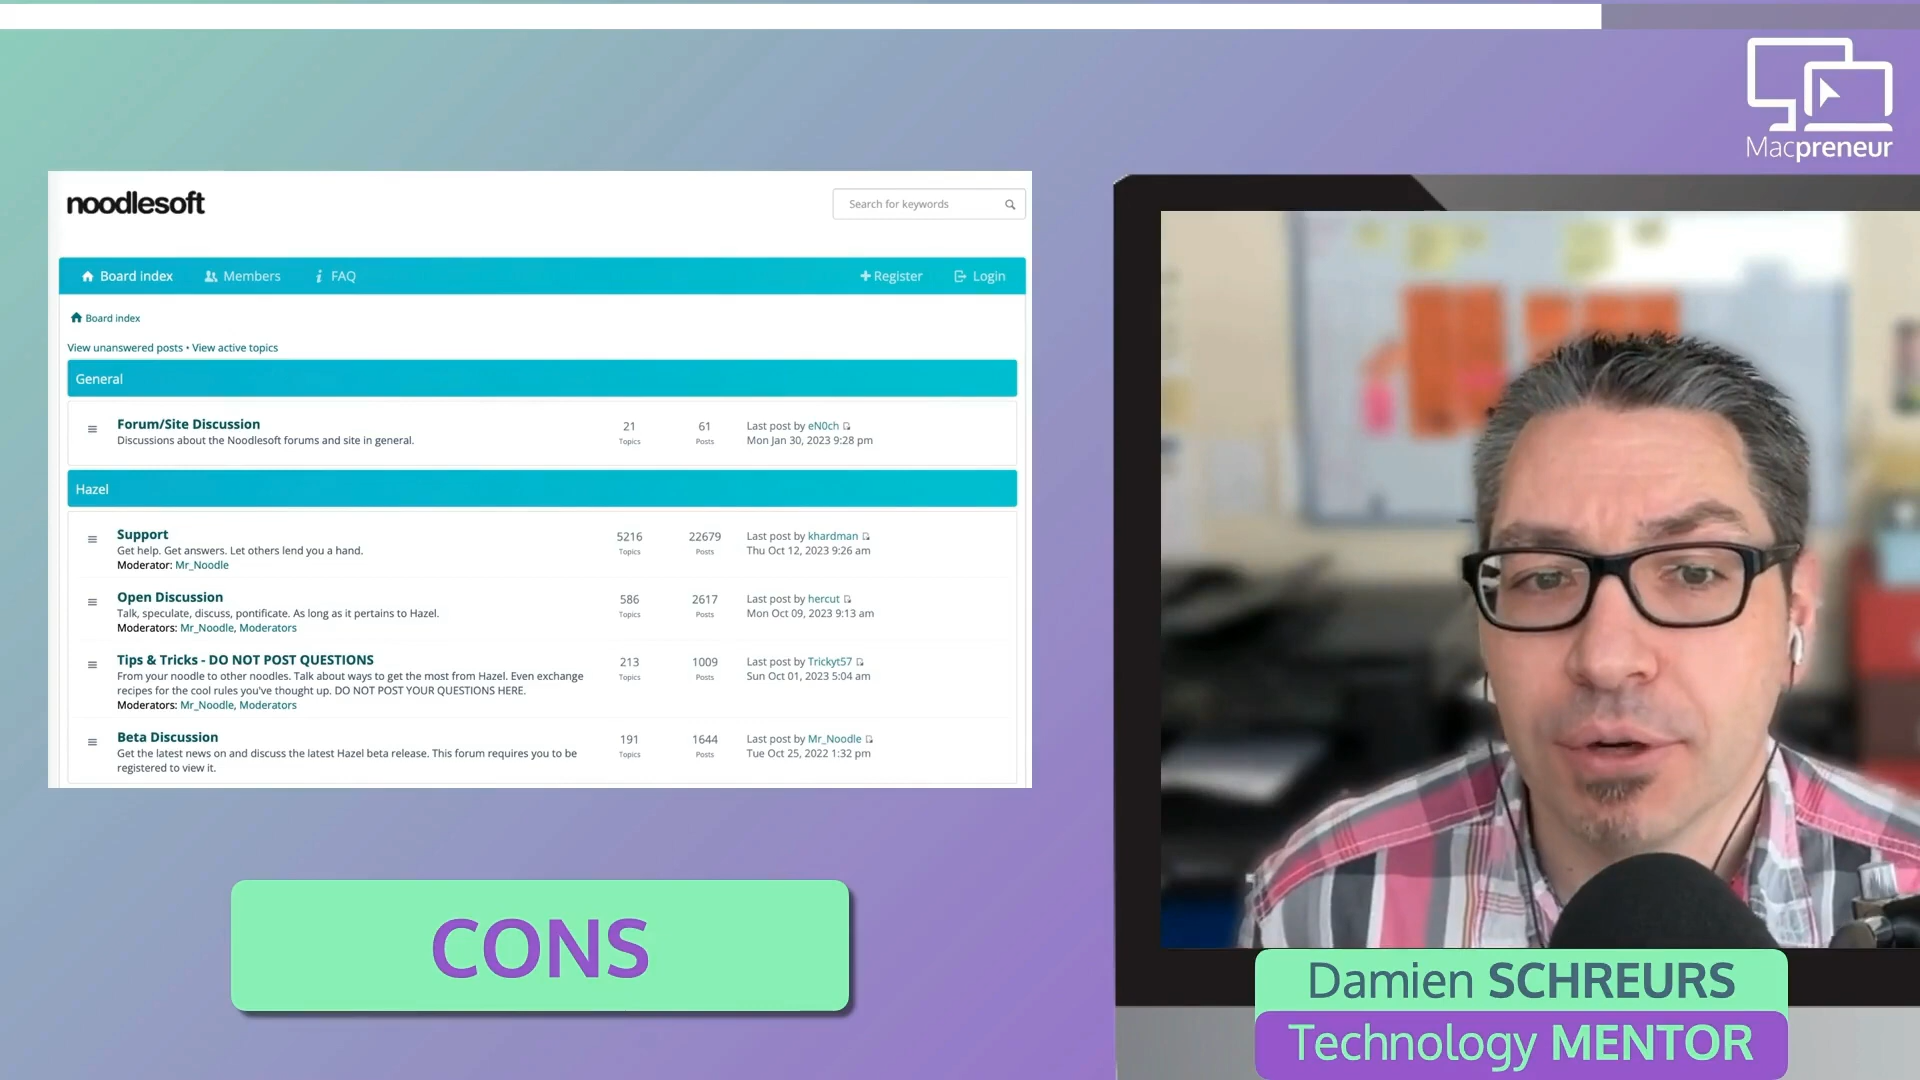 Macpreneur
noodlesoft
Search for keywords
Board index
Members
FAQ
Register
Login
Board index
View unanswered posts • View active topics
General
Forum/Site Discussion
Discussions about the Noodlesoft forums and site in general.
21
Topics
61
Posts
Last post by eN0ch
Mon Jan 30, 2023 9:28 pm
Hazel
Support
Get help. Get answers. Let others lend you a hand.
Moderator: Mr_Noodle
5216
Topics
22679
Posts
Last post by khardman
Thu Oct 12, 2023 9:26 am
Open Discussion
Talk, speculate, discuss, pontificate. As long as it pertains to Hazel.
Moderators: Mr_Noodle, Moderators
586
Topics
2617
Posts
Last post by hercut
Mon Oct 09, 2023 9:13 am
Tips & Tricks - DO NOT POST QUESTIONS
From your noodle to other noodles. Talk about ways to get the most from Hazel. Even exchange
recipes for the cool rules you've thought up. DO NOT POST YOUR QUESTIONS HERE.
Moderators: Mr_Noodle, Moderators
213
Topics
1009
Posts
Last post by Trickyt57
Sun Oct 01, 2023 5:04 am
Beta Discussion
Get the latest news on and discuss the latest Hazel beta release. This forum requires you to be
registered to view it.
191
Topics
1644
Posts
Last post by Mr_Noodle
Tue Oct 25, 2022 1:32 pm
CONS
Damien SCHREURS
Technology MENTOR